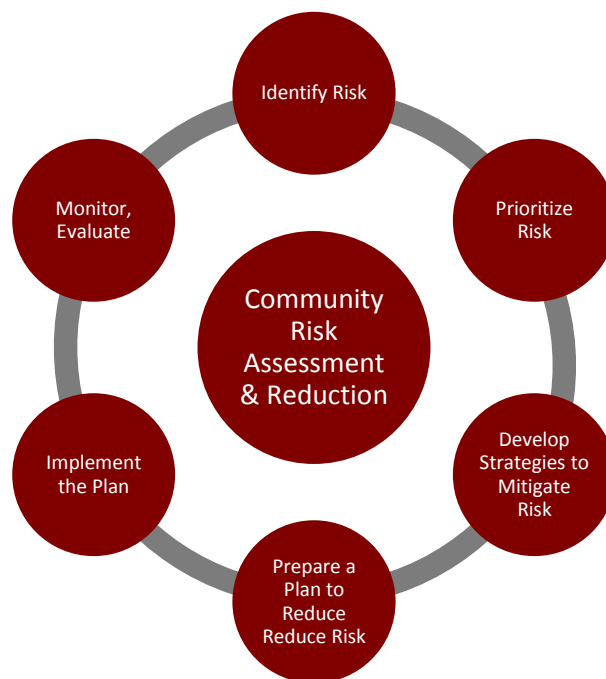 Identify Risk
Prioritize
Risk
Develop
Strategies to
Mitigate
Risk
Prepare a
Plan to
Reduce
Reduce Risk
Implement
the Plan
Monitor,
Evaluate
Community
Risk
Assessment
& Reduction